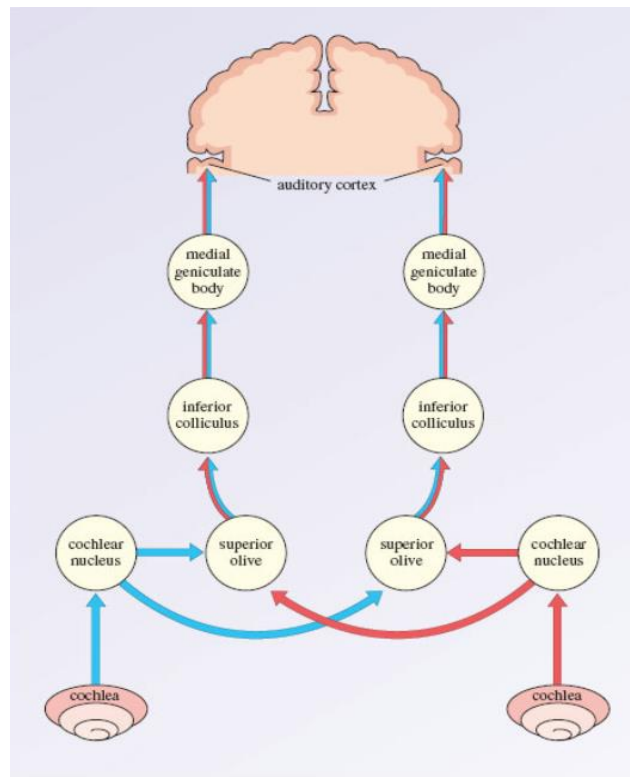 auditory cortex
medial
geniculate
body
medial
geniculate
body
inferior
colliculus
inferior
colliculus
cochlear
nucleus
superior
olive
superior
olive
cochlear
nucleus
cochlea
cochlea